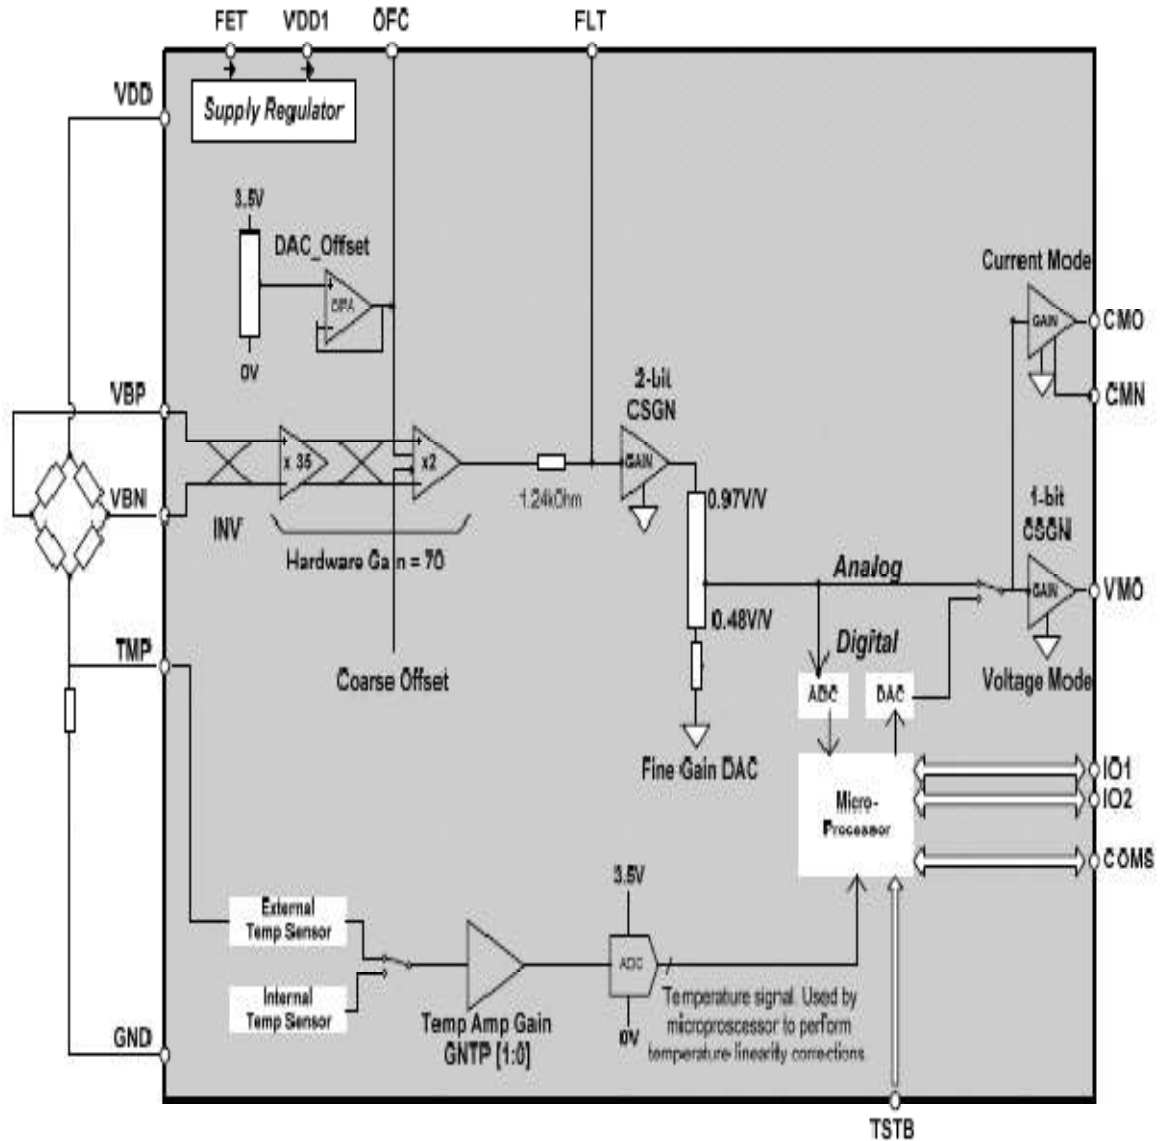 FET VDD1 OFC FLT
VDD
Supply Regulator
3.5V
DAC_Offset
OPA
0V
Current Mode
GAIN
CMO
CMN
VBP
2-bit
CSGN
x 35
x2
GAIN
VBN
INV
1.24kOhm
0.97V/V
Hardware Gain = 70
1-bit
CSGN
Analog
GAIN
VMO
0.48V/V
Digital
TMP
Coarse Offset
ADC
DAC
Voltage Mode
Fine Gain DAC
IO1
IO2
Micro-
Processor
COMS
3.5V
External
Temp Sensor
ADC
Internal
Temp Sensor
Temp Amp Gain
GNTP [1:0]
0V
Temperature signal. Used by
microproscessor to perform
temperature linearity corrections.
GND
TSTB